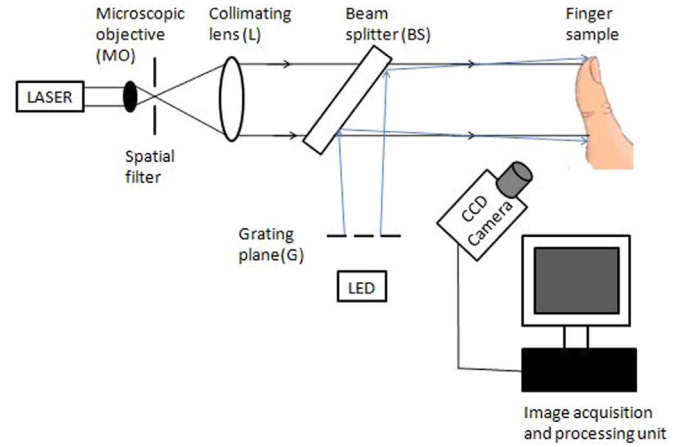 Microscopic
objective
(MO)
Collimating
lens (L)
Beam
splitter (BS)
Finger
sample
LASER
Spatial
filter
Grating
plane(G)
LED
CCD
Camera
Image acquisition
and processing unit